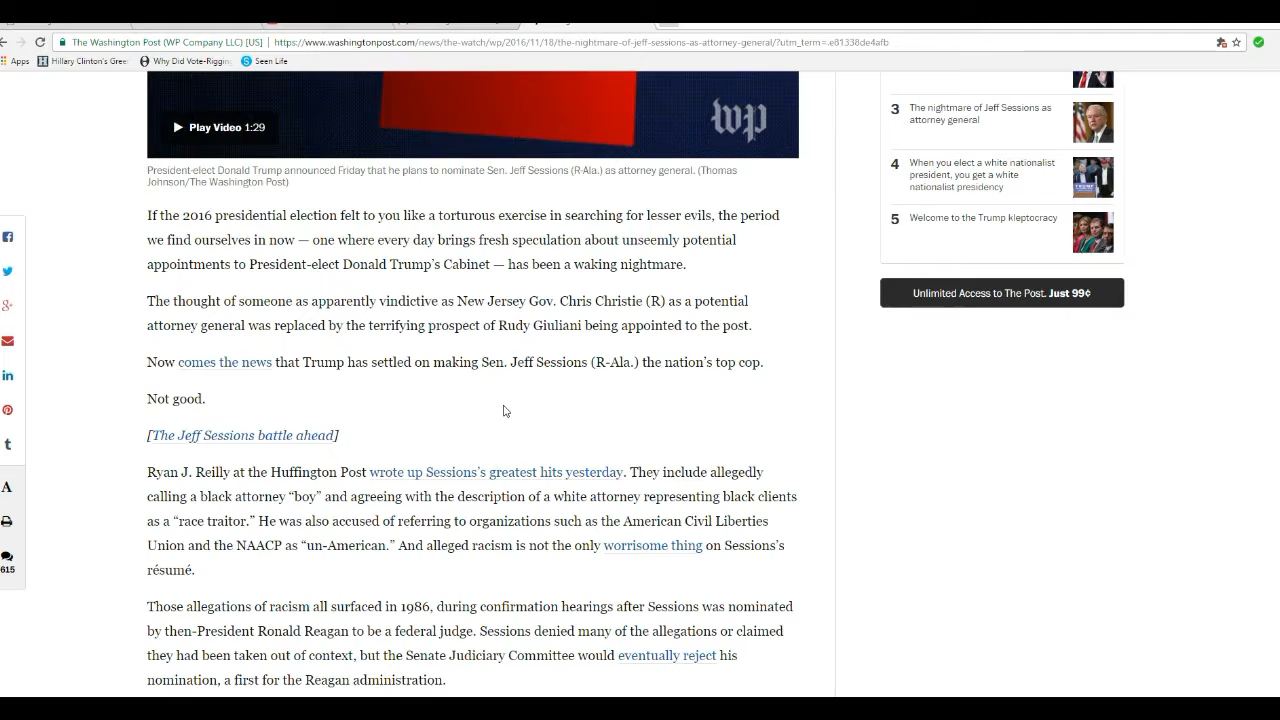 The Washington Post (WP Company LLC) [US] | https://www.washingtonpost.com/news/the-watch/wp/2016/11/18/the-nightmare-of-jeff-sessions-as-attorney-general/?utm_term=.e81338de4afb
Apps Hillary Clinton's Gree Why Did Vote-Riggin Seen Life
wp
Play Video 1:29
President-elect Donald Trump announced Friday that he plans to nominate Sen. Jeff Sessions (R-Ala.) as attorney general. (Thomas
Johnson/The Washington Post)
If the 2016 presidential election felt to you like a torturous exercise in searching for lesser evils, the period
we find ourselves in now — one where every day brings fresh speculation about unseemly potential
appointments to President-elect Donald Trump's Cabinet — has been a waking nightmare.
The thought of someone as apparently vindictive as New Jersey Gov. Chris Christie (R) as a potential
attorney general was replaced by the terrifying prospect of Rudy Giuliani being appointed to the post.
Now comes the news that Trump has settled on making Sen. Jeff Sessions (R-Ala.) the nation's top cop.
Not good.
[The Jeff Sessions battle ahead]
Ryan J. Reilly at the Huffington Post wrote up Sessions's greatest hits yesterday. They include allegedly
calling a black attorney "boy" and agreeing with the description of a white attorney representing black clients
as a "race traitor." He was also accused of referring to organizations such as the American Civil Liberties
Union and the NAACP as "un-American." And alleged racism is not the only worrisome thing on Sessions's
résumé.
Those allegations of racism all surfaced in 1986, during confirmation hearings after Sessions was nominated
by then-President Ronald Reagan to be a federal judge. Sessions denied many of the allegations or claimed
they had been taken out of context, but the Senate Judiciary Committee would eventually reject his
nomination, a first for the Reagan administration.
3 The nightmare of Jeff Sessions as
attorney general
4 When you elect a white nationalist
president, you get a white
nationalist presidency
TRUMP
5 Welcome to the Trump kleptocracy
Unlimited Access to The Post. Just 99¢
A
615